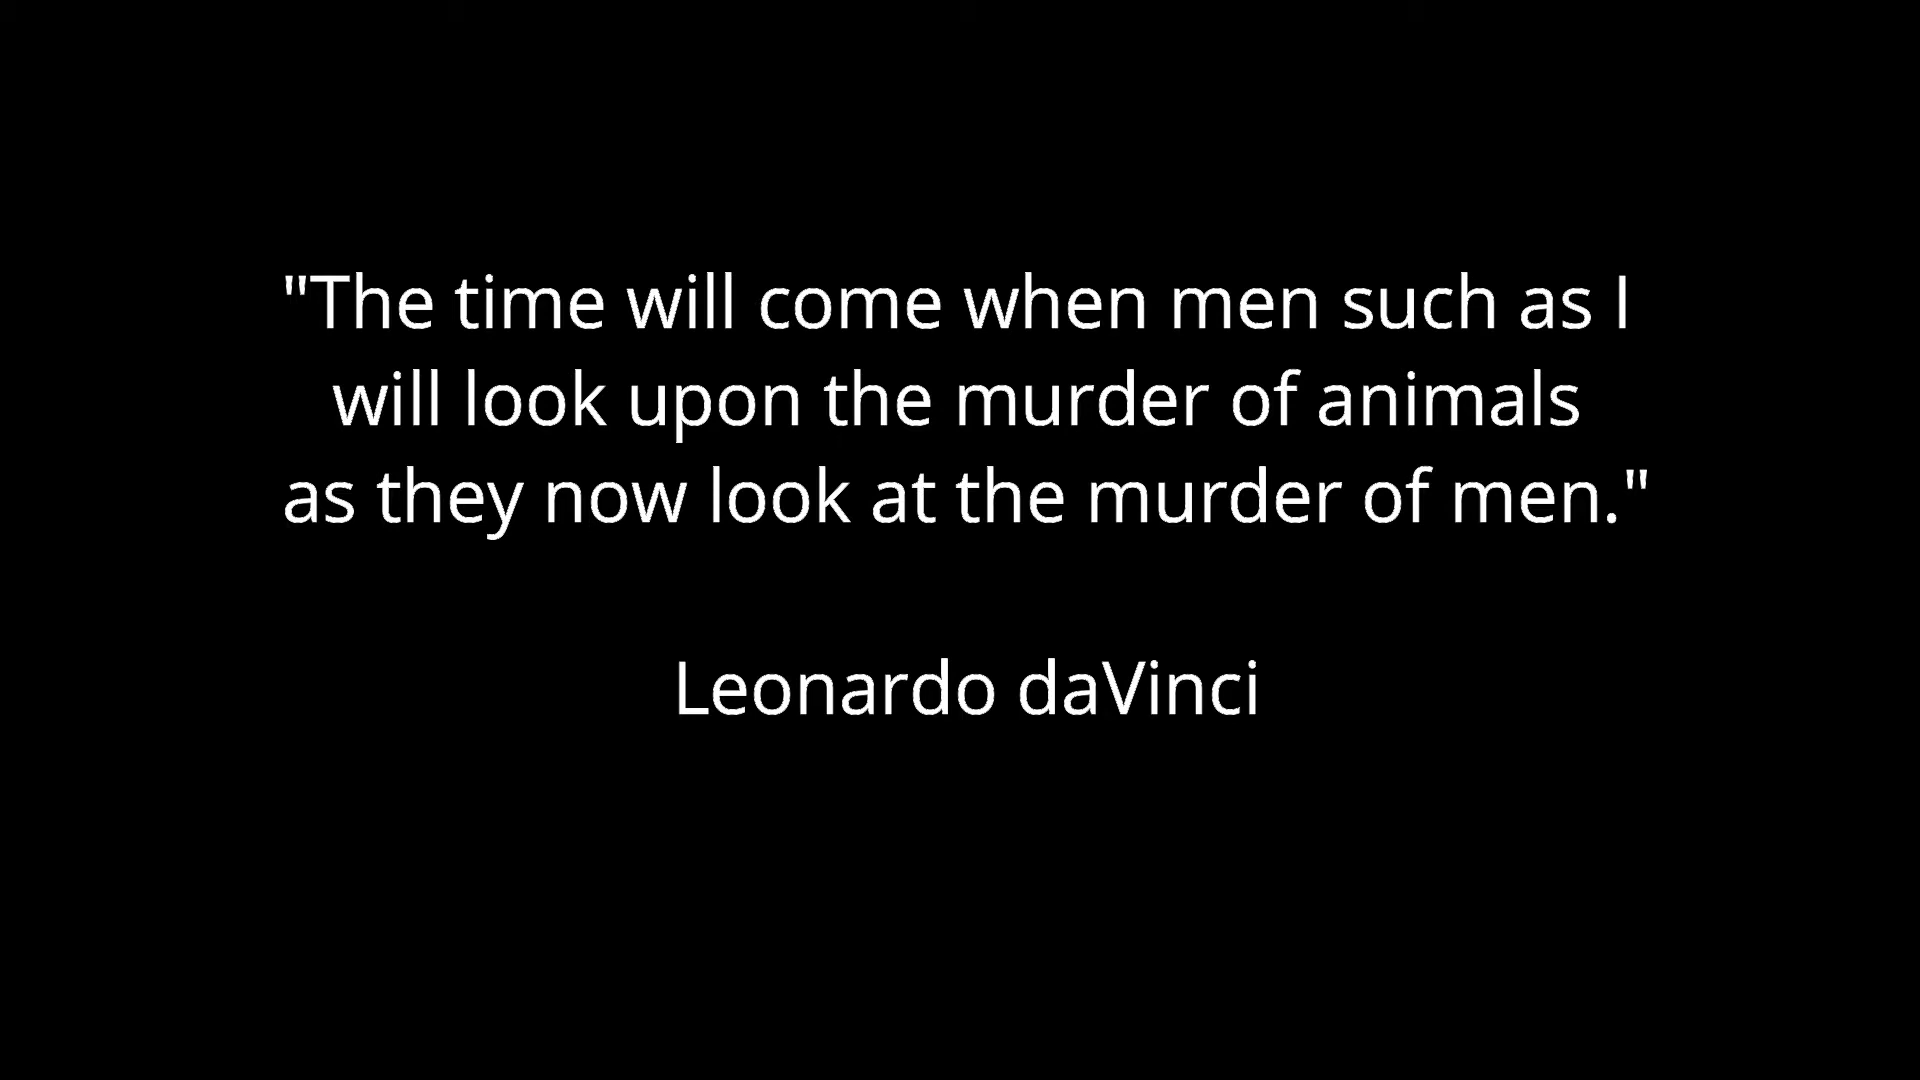 "The time will come when men such as I
will look upon the murder of animals
as they now look at the murder of men."
Leonardo daVinci